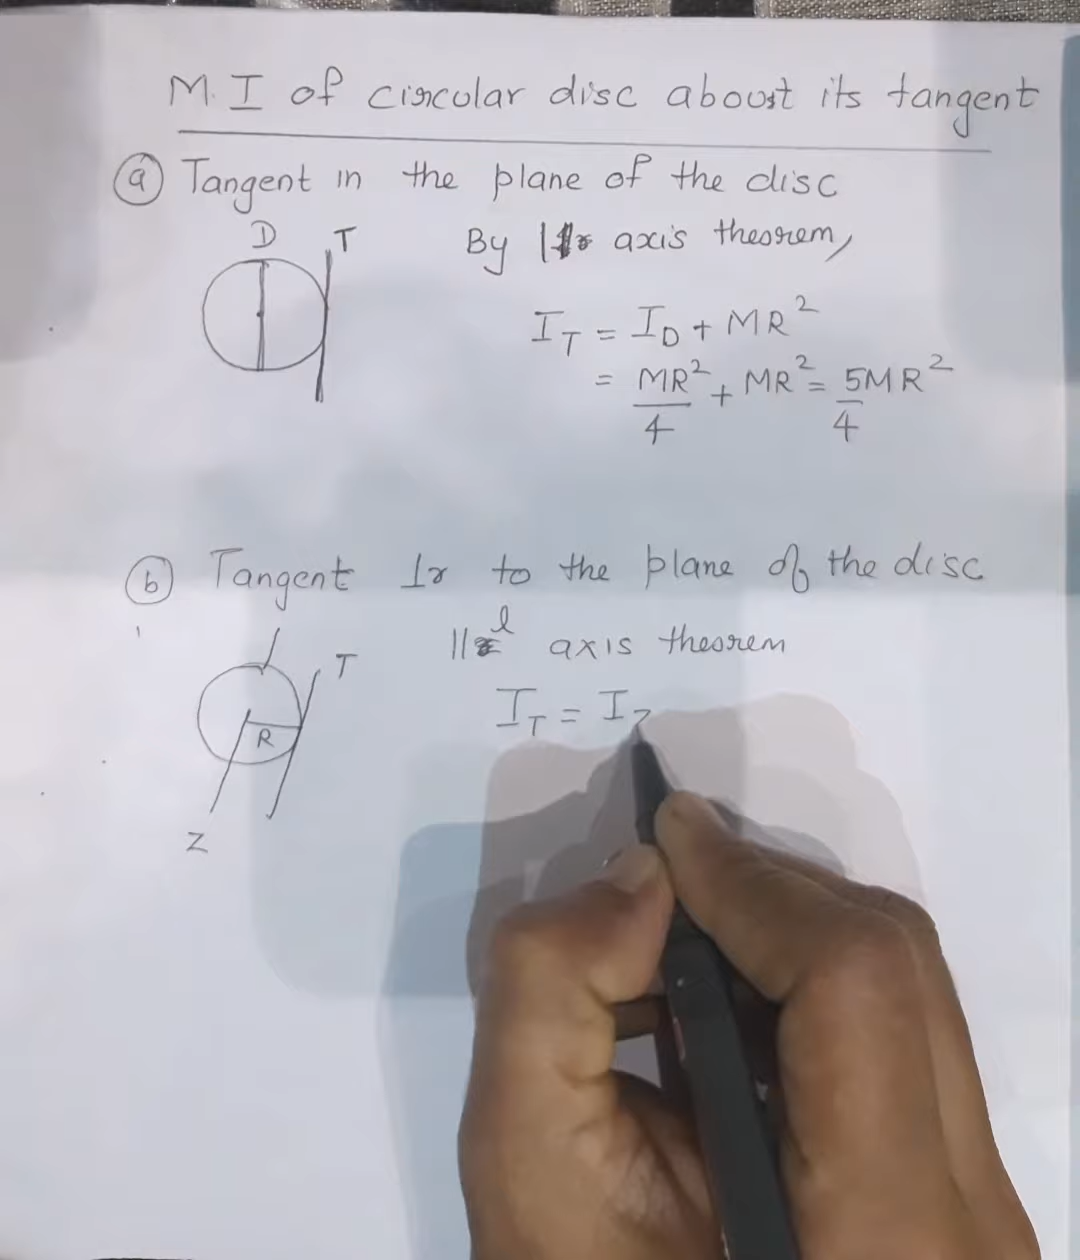 M.I of circular disc about its tangent
ⓐ Tangent in the plane of the disc
D T
By || axis theorem,
I_T = I_D + MR²
= MR²/4 + MR² = 5MR²/4
ⓑ Tangent ⊥r to the plane of the disc
||el axis theorem
T
I_T = I_Z
R
Z